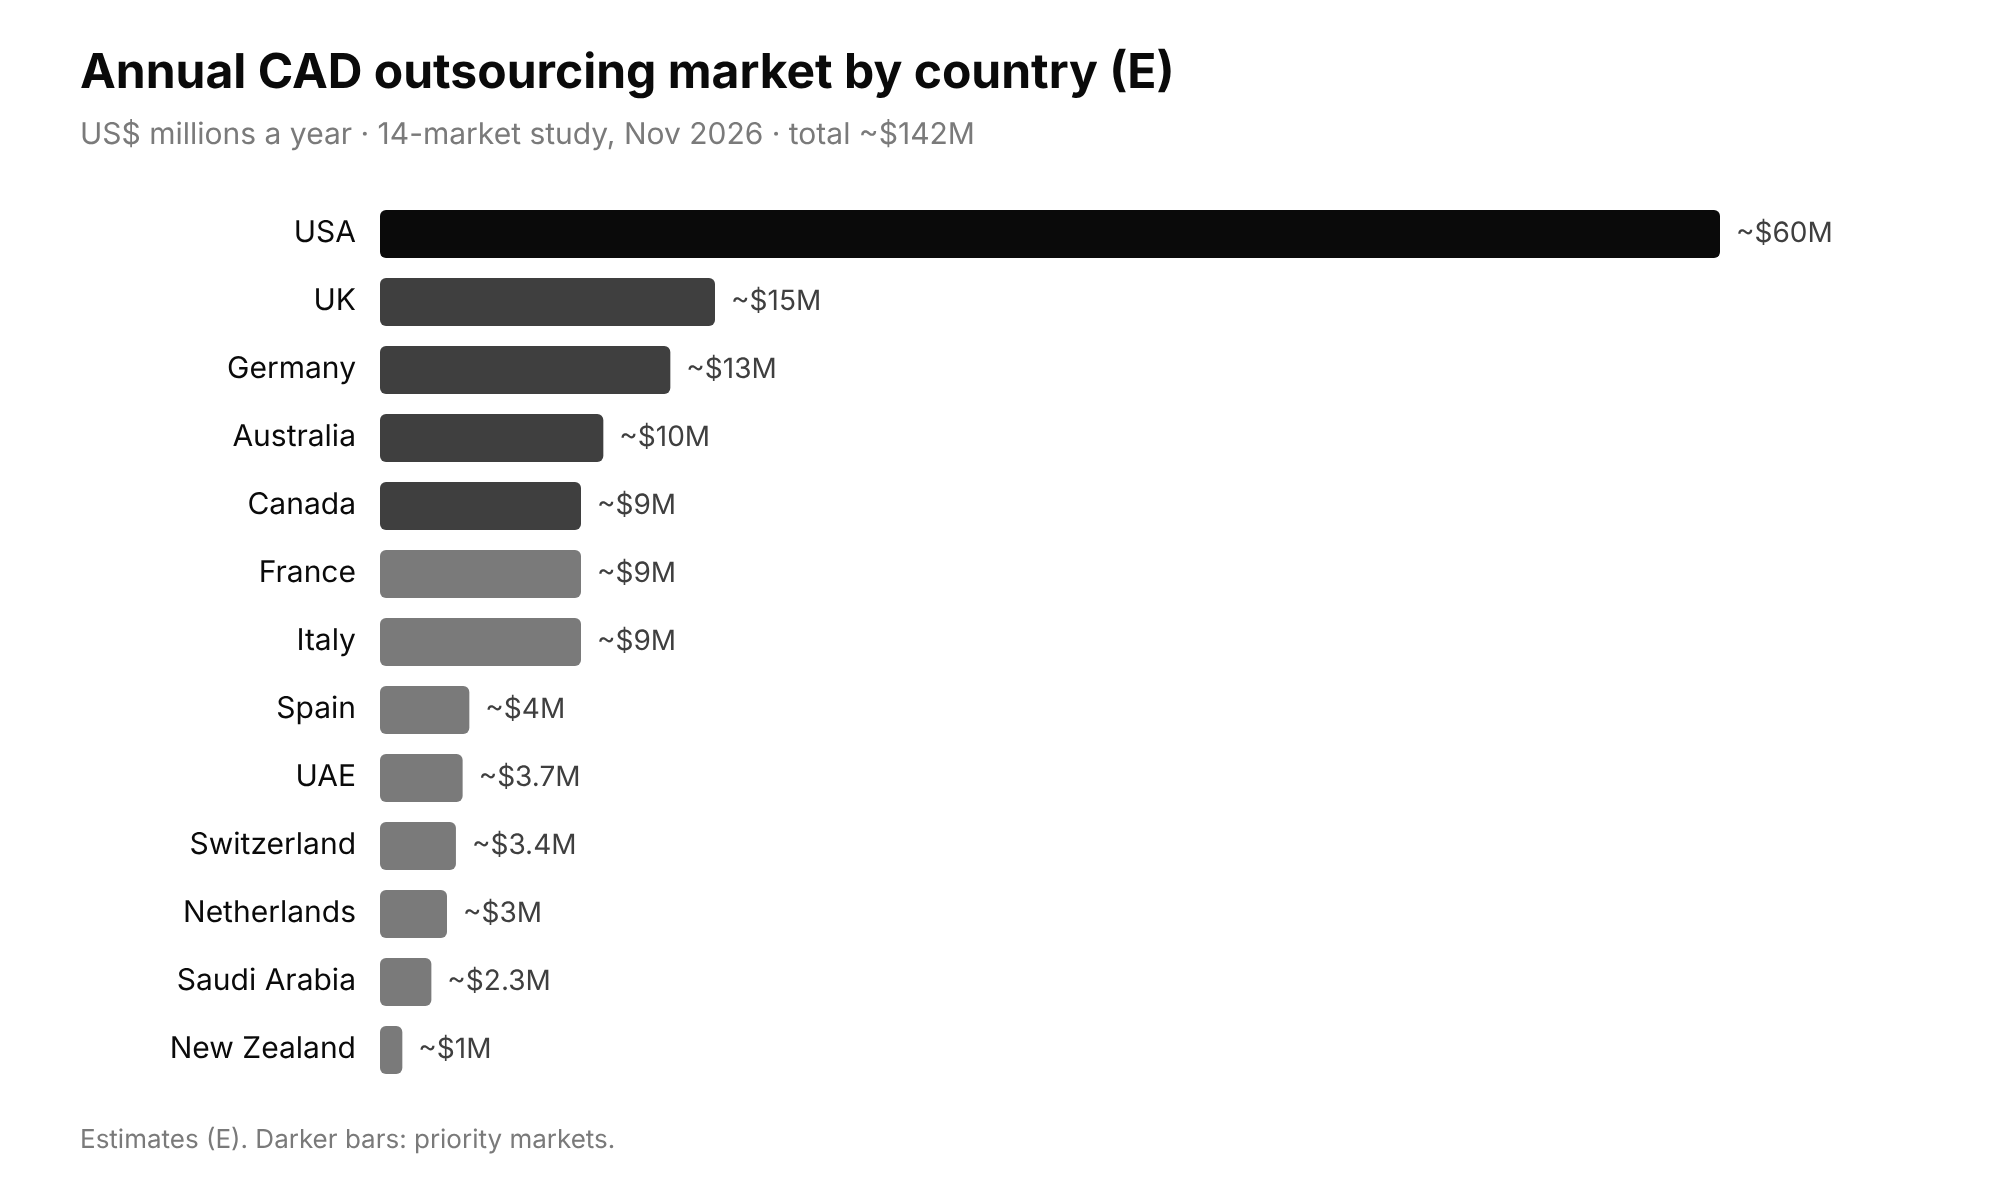 Annual CAD outsourcing market by country (E)
US$ millions a year · 14-market study, Nov 2026 · total ~$142M
USA ~$60M
UK ~$15M
Germany ~$13M
Australia ~$10M
Canada ~$9M
France ~$9M
Italy ~$9M
Spain ~$4M
UAE ~$3.7M
Switzerland ~$3.4M
Netherlands ~$3M
Saudi Arabia ~$2.3M
New Zealand ~$1M
Estimates (E). Darker bars: priority markets.